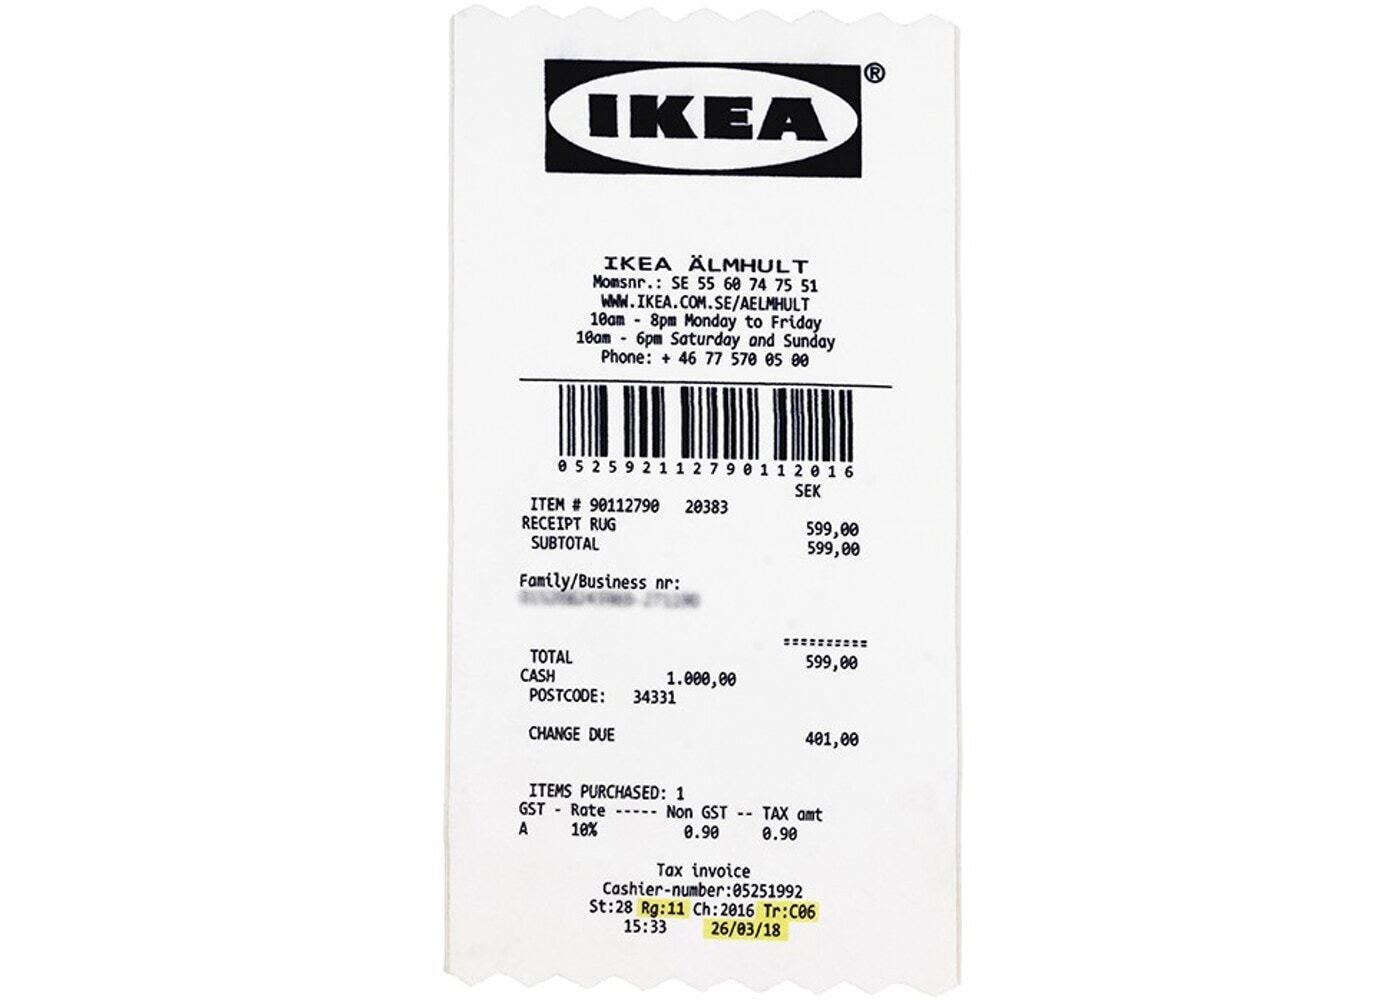 IKEA®
IKEA ÄLMHULT
Momsnr.: SE 55 60 74 75 51
WWW.IKEA.COM.SE/AELMHULT
10am - 8pm Monday to Friday
10am - 6pm Saturday and Sunday
Phone: + 46 77 570 05 00
052592112790112016
SEK
ITEM # 90112790 20383
RECEIPT RUG 599,00
SUBTOTAL 599,00
Family/Business nr:
==========
TOTAL 599,00
CASH 1.000,00
POSTCODE: 34331
CHANGE DUE 401,00
ITEMS PURCHASED: 1
GST - Rate ----- Non GST -- TAX amt
A 10% 0.90 0.90
Tax invoice
Cashier-number:05251992
St:28 Rg:11 Ch:2016 Tr:C06
15:33 26/03/18